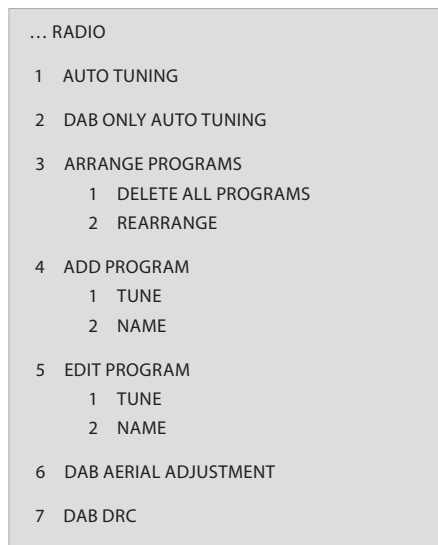 … RADIO
1 AUTO TUNING
2 DAB ONLY AUTO TUNING
3 ARRANGE PROGRAMS
1 DELETE ALL PROGRAMS
2 REARRANGE
4 ADD PROGRAM
1 TUNE
2 NAME
5 EDIT PROGRAM
1 TUNE
2 NAME
6 DAB AERIAL ADJUSTMENT
7 DAB DRC